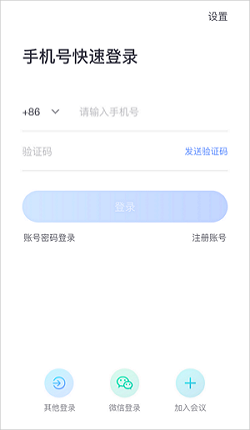 设置
手机号快速登录
+86 请输入手机号
验证码 发送验证码
登录
账号密码登录 注册账号
其他登录 微信登录 加入会议